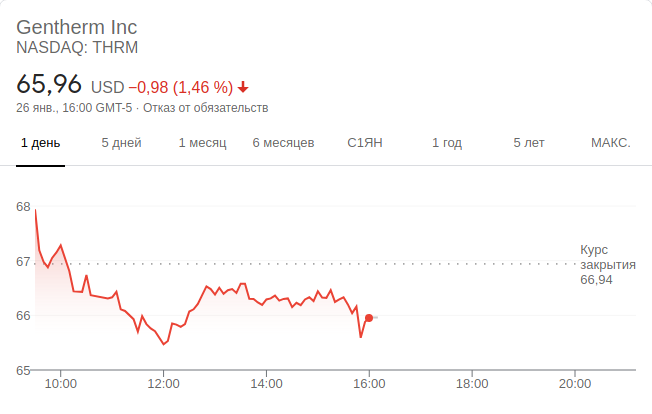 Gentherm Inc
NASDAQ: THRM
65,96 USD −0,98 (1,46 %)
26 янв., 16:00 GMT-5 · Отказ от обязательств
1 день 5 дней 1 месяц 6 месяцев С1ЯН 1 год 5 лет МАКС.
68
67
66
65
Курс
закрытия
66,94
10:00 12:00 14:00 16:00 18:00 20:00